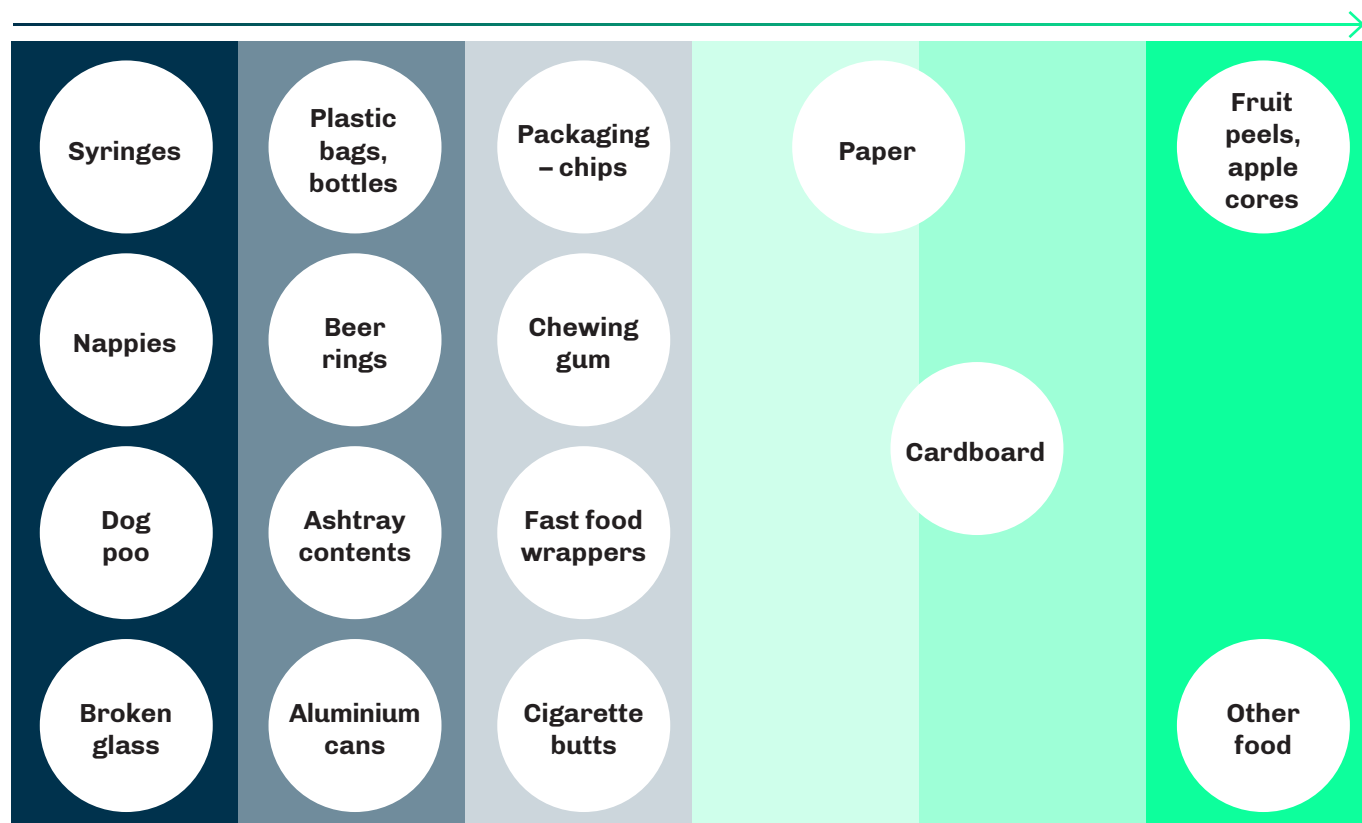 Syringes
Plastic
bags,
bottles
Packaging
– chips
Paper
Fruit
peels,
apple
cores
Nappies
Beer
rings
Chewing
gum
Cardboard
Dog
poo
Ashtray
contents
Fast food
wrappers
Broken
glass
Aluminium
cans
Cigarette
butts
Other
food